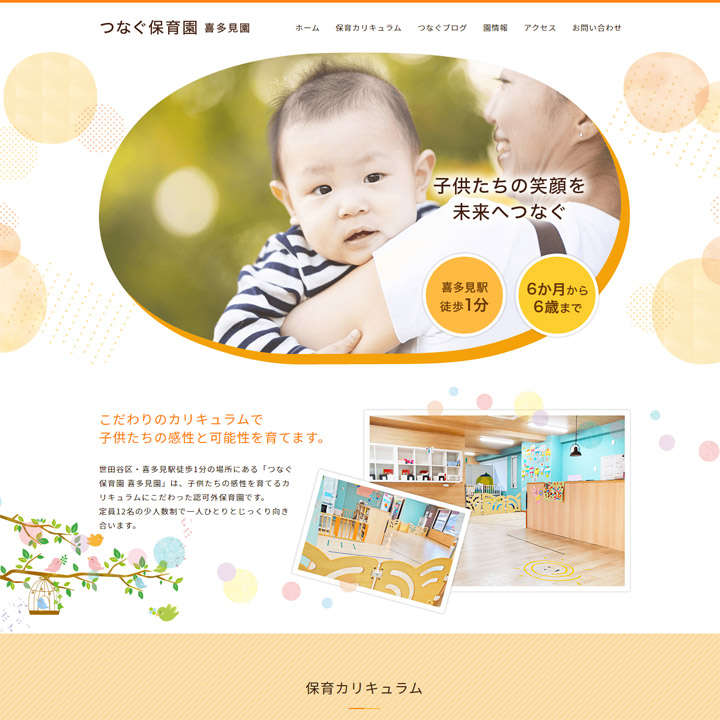 つなぐ保育園 喜多見園
ホーム 保育カリキュラム つなぐブログ 園情報 アクセス お問い合わせ
子供たちの笑顔を
未来へつなぐ
喜多見駅
徒歩1分
6か月から
6歳まで
こだわりのカリキュラムで
子供たちの感性と可能性を育てます。
世田谷区・喜多見駅徒歩1分の場所にある「つなぐ
保育園 喜多見園」は、子供たちの感性を育てるカ
リキュラムにこだわった認可外保育園です。
定員12名の少人数制で一人ひとりとじっくり向き
合います。
保育カリキュラム